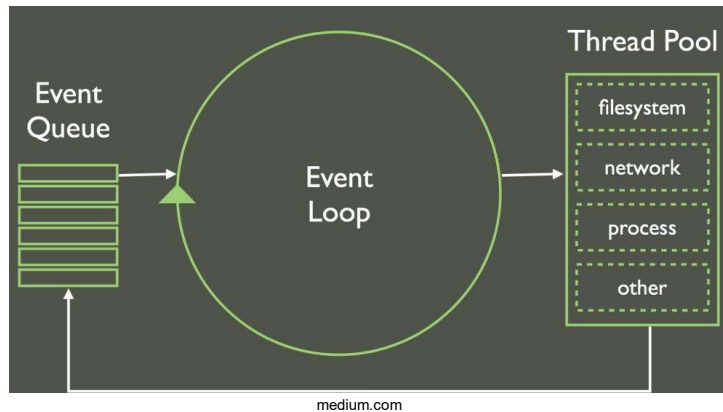 Event
Queue
Event
Loop
Thread Pool
filesystem
network
process
other
medium.com